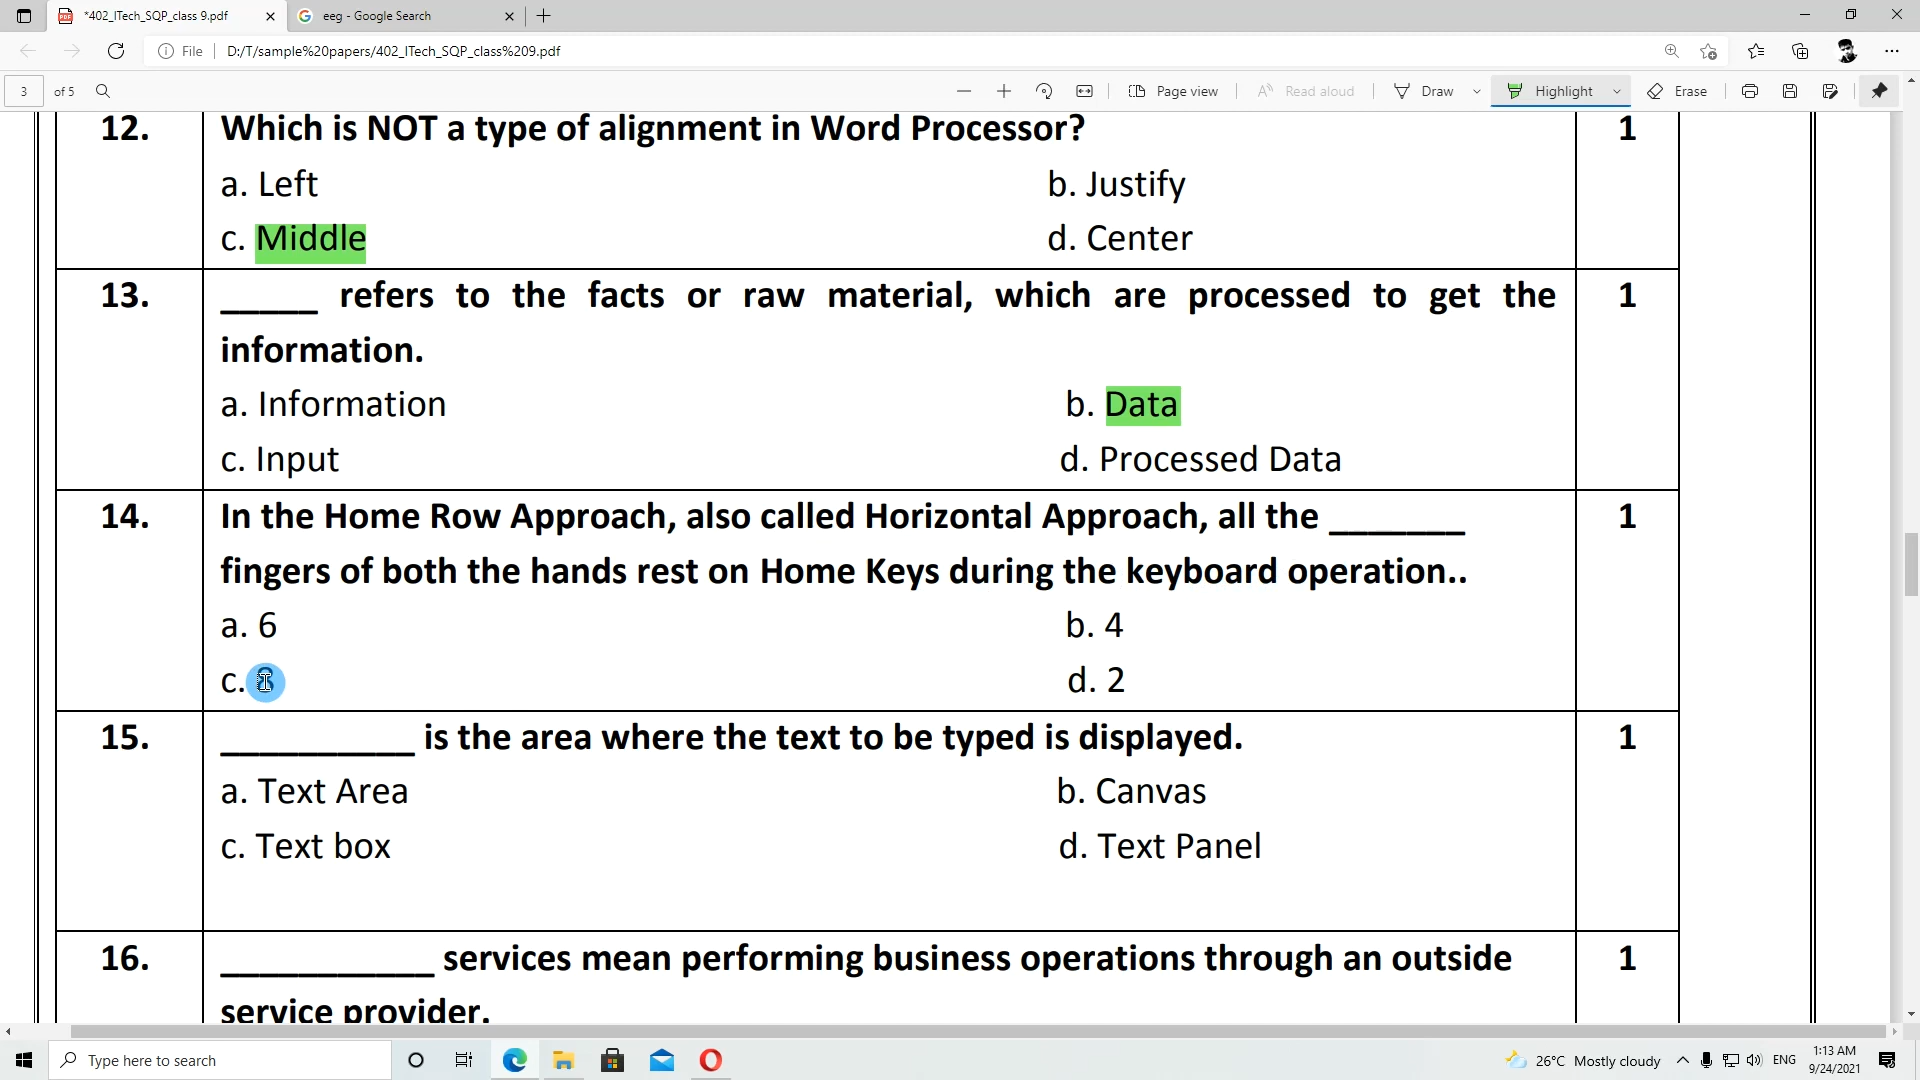 *402_ITech_SQP_class 9.pdf
eeg - Google Search
File
D:/T/sample%20papers/402_ITech_SQP_class%209.pdf
3 of 5
Page view
Read aloud
Draw
Highlight
Erase
12. Which is NOT a type of alignment in Word Processor? 1
a. Left b. Justify
c. Middle d. Center
13. _____ refers to the facts or raw material, which are processed to get the 1
information.
a. Information b. Data
c. Input d. Processed Data
14. In the Home Row Approach, also called Horizontal Approach, all the _______ 1
fingers of both the hands rest on Home Keys during the keyboard operation..
a. 6 b. 4
c. 8 d. 2
15. __________ is the area where the text to be typed is displayed. 1
a. Text Area b. Canvas
c. Text box d. Text Panel
16. ___________ services mean performing business operations through an outside 1
service provider.
Type here to search
26°C Mostly cloudy
ENG
1:13 AM
9/24/2021